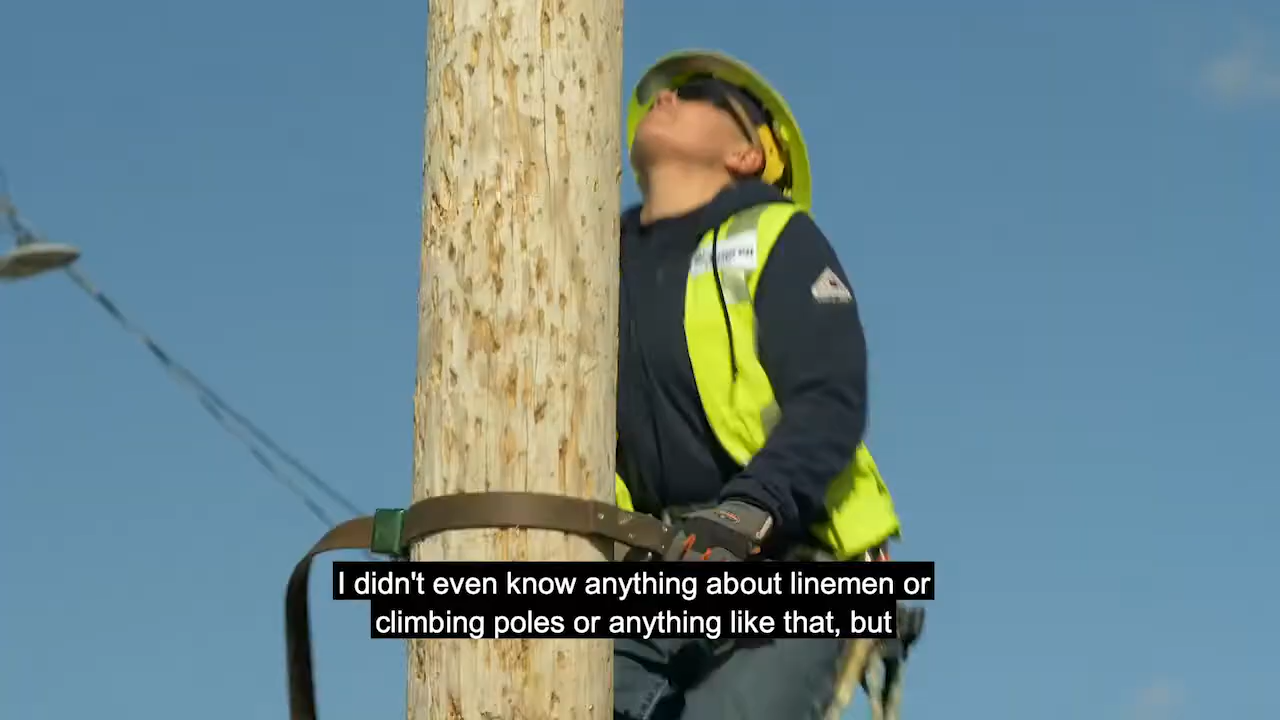 I didn't even know anything about linemen or
climbing poles or anything like that, but